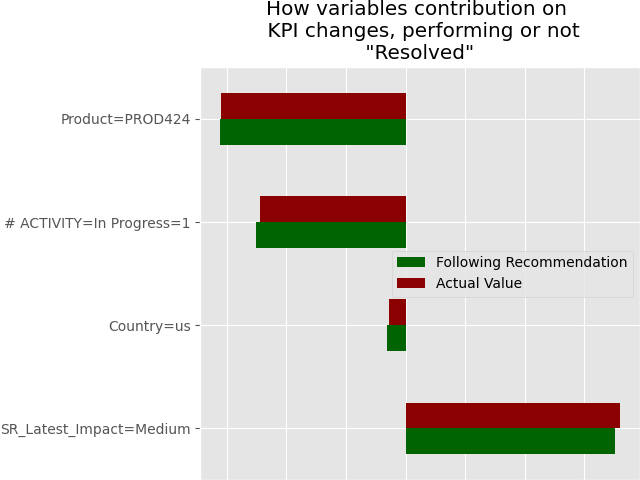 How variables contribution on
KPI changes, performing or not
"Resolved"
Product=PROD424
# ACTIVITY=In Progress=1
Following Recommendation
Actual Value
Country=us
SR_Latest_Impact=Medium